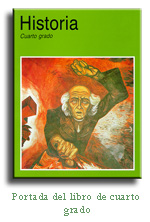 Historia
Cuarto grado
Portada del libro de cuarto
grado